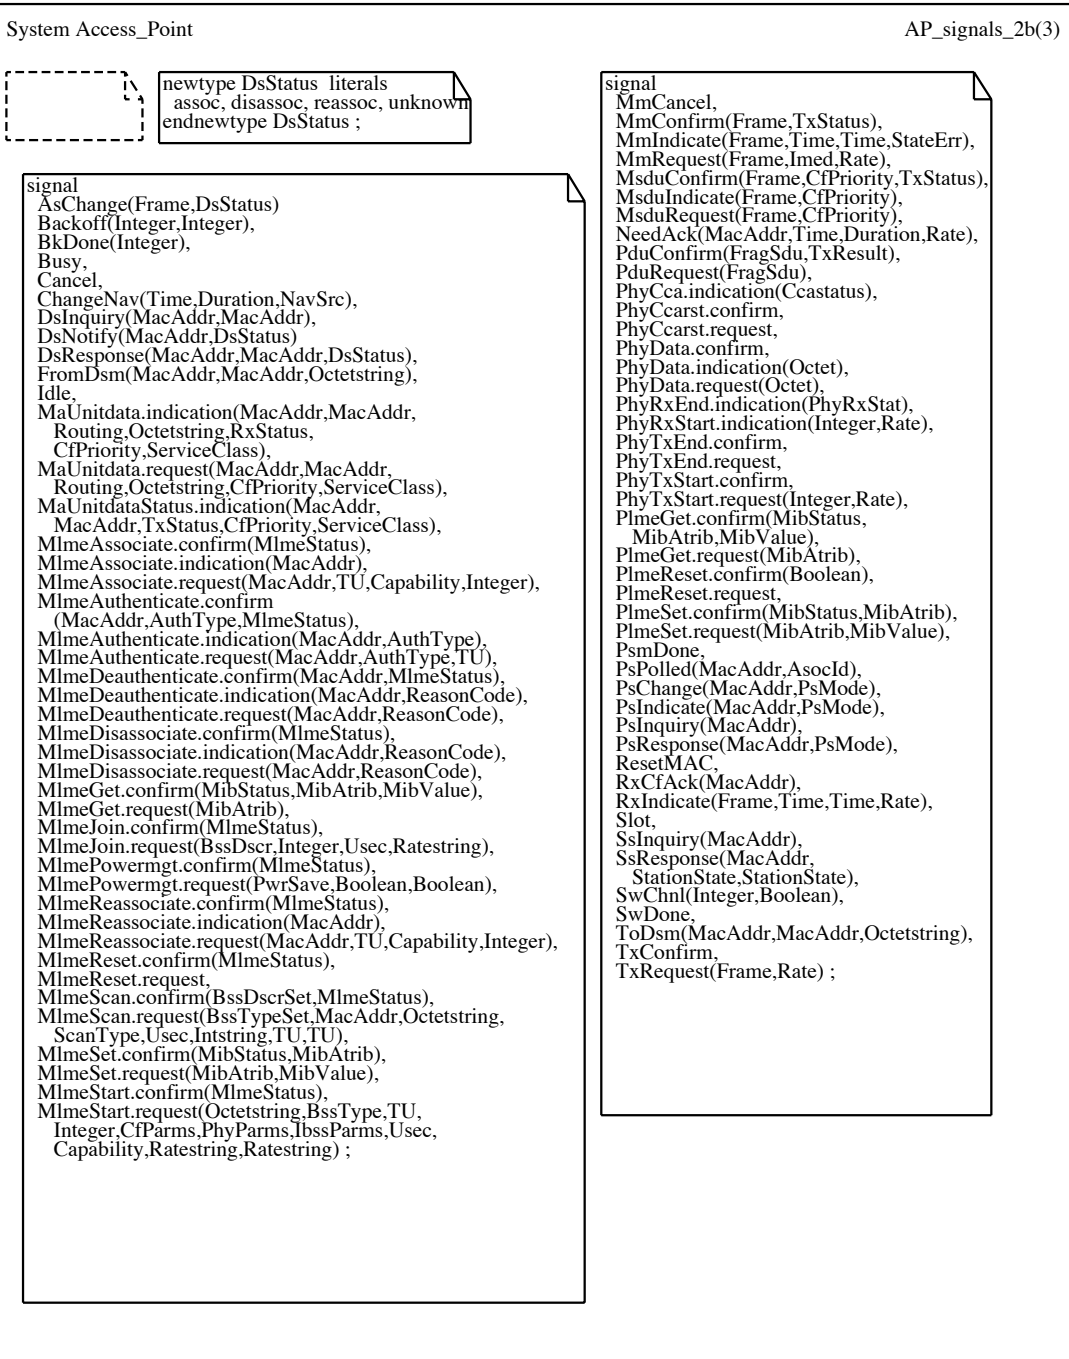 System Access_Point
AP_signals_2b(3)
newtype DsStatus literals
assoc, disassoc, reassoc, unknown
endnewtype DsStatus ;
signal
AsChange(Frame,DsStatus)
Backoff(Integer,Integer),
BkDone(Integer),
Busy,
Cancel,
ChangeNav(Time,Duration,NavSrc),
DsInquiry(MacAddr,MacAddr),
DsNotify(MacAddr,DsStatus)
DsResponse(MacAddr,MacAddr,DsStatus),
FromDsm(MacAddr,MacAddr,Octetstring),
Idle,
MaUnitdata.indication(MacAddr,MacAddr,
Routing,Octetstring,RxStatus,
CfPriority,ServiceClass),
MaUnitdata.request(MacAddr,MacAddr,
Routing,Octetstring,CfPriority,ServiceClass),
MaUnitdataStatus.indication(MacAddr,
MacAddr,TxStatus,CfPriority,ServiceClass),
MlmeAssociate.confirm(MlmeStatus),
MlmeAssociate.indication(MacAddr),
MlmeAssociate.request(MacAddr,TU,Capability,Integer),
MlmeAuthenticate.confirm
(MacAddr,AuthType,MlmeStatus),
MlmeAuthenticate.indication(MacAddr,AuthType),
MlmeAuthenticate.request(MacAddr,AuthType,TU),
MlmeDeauthenticate.confirm(MacAddr,MlmeStatus),
MlmeDeauthenticate.indication(MacAddr,ReasonCode),
MlmeDeauthenticate.request(MacAddr,ReasonCode),
MlmeDisassociate.confirm(MlmeStatus),
MlmeDisassociate.indication(MacAddr,ReasonCode),
MlmeDisassociate.request(MacAddr,ReasonCode),
MlmeGet.confirm(MibStatus,MibAtrib,MibValue),
MlmeGet.request(MibAtrib),
MlmeJoin.confirm(MlmeStatus),
MlmeJoin.request(BssDscr,Integer,Usec,Ratestring),
MlmePowermgt.confirm(MlmeStatus),
MlmePowermgt.request(PwrSave,Boolean,Boolean),
MlmeReassociate.confirm(MlmeStatus),
MlmeReassociate.indication(MacAddr),
MlmeReassociate.request(MacAddr,TU,Capability,Integer),
MlmeReset.confirm(MlmeStatus),
MlmeReset.request,
MlmeScan.confirm(BssDscrSet,MlmeStatus),
MlmeScan.request(BssTypeSet,MacAddr,Octetstring,
ScanType,Usec,Intstring,TU,TU),
MlmeSet.confirm(MibStatus,MibAtrib),
MlmeSet.request(MibAtrib,MibValue),
MlmeStart.confirm(MlmeStatus),
MlmeStart.request(Octetstring,BssType,TU,
Integer,CfParms,PhyParms,IbssParms,Usec,
Capability,Ratestring,Ratestring) ;
signal
MmCancel,
MmConfirm(Frame,TxStatus),
MmIndicate(Frame,Time,Time,StateErr),
MmRequest(Frame,Imed,Rate),
MsduConfirm(Frame,CfPriority,TxStatus),
MsduIndicate(Frame,CfPriority),
MsduRequest(Frame,CfPriority),
NeedAck(MacAddr,Time,Duration,Rate),
PduConfirm(FragSdu,TxResult),
PduRequest(FragSdu),
PhyCca.indication(Ccastatus),
PhyCcarst.confirm,
PhyCcarst.request,
PhyData.confirm,
PhyData.indication(Octet),
PhyData.request(Octet),
PhyRxEnd.indication(PhyRxStat),
PhyRxStart.indication(Integer,Rate),
PhyTxEnd.confirm,
PhyTxEnd.request,
PhyTxStart.confirm,
PhyTxStart.request(Integer,Rate),
PlmeGet.confirm(MibStatus,
MibAtrib,MibValue),
PlmeGet.request(MibAtrib),
PlmeReset.confirm(Boolean),
PlmeReset.request,
PlmeSet.confirm(MibStatus,MibAtrib),
PlmeSet.request(MibAtrib,MibValue),
PsmDone,
PsPolled(MacAddr,AsocId),
PsChange(MacAddr,PsMode),
PsIndicate(MacAddr,PsMode),
PsInquiry(MacAddr),
PsResponse(MacAddr,PsMode),
ResetMAC,
RxCfAck(MacAddr),
RxIndicate(Frame,Time,Time,Rate),
Slot,
SsInquiry(MacAddr),
SsResponse(MacAddr,
StationState,StationState),
SwChnl(Integer,Boolean),
SwDone,
ToDsm(MacAddr,MacAddr,Octetstring),
TxConfirm,
TxRequest(Frame,Rate) ;